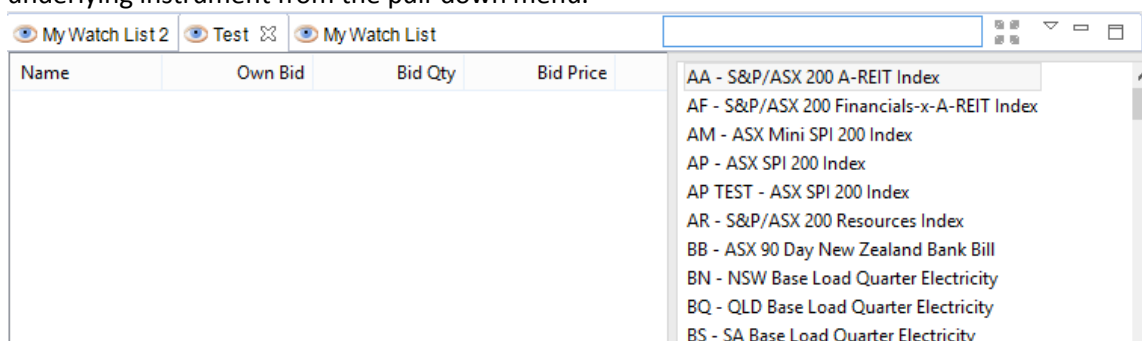 underlying instrument from the pull down menu.
My Watch List 2 Test My Watch List
Name Own Bid Bid Qty Bid Price
AA - S&P/ASX 200 A-REIT Index
AF - S&P/ASX 200 Financials-x-A-REIT Index
AM - ASX Mini SPI 200 Index
AP - ASX SPI 200 Index
AP TEST - ASX SPI 200 Index
AR - S&P/ASX 200 Resources Index
BB - ASX 90 Day New Zealand Bank Bill
BN - NSW Base Load Quarter Electricity
BQ - QLD Base Load Quarter Electricity
BS - SA Base Load Quarter Electricity